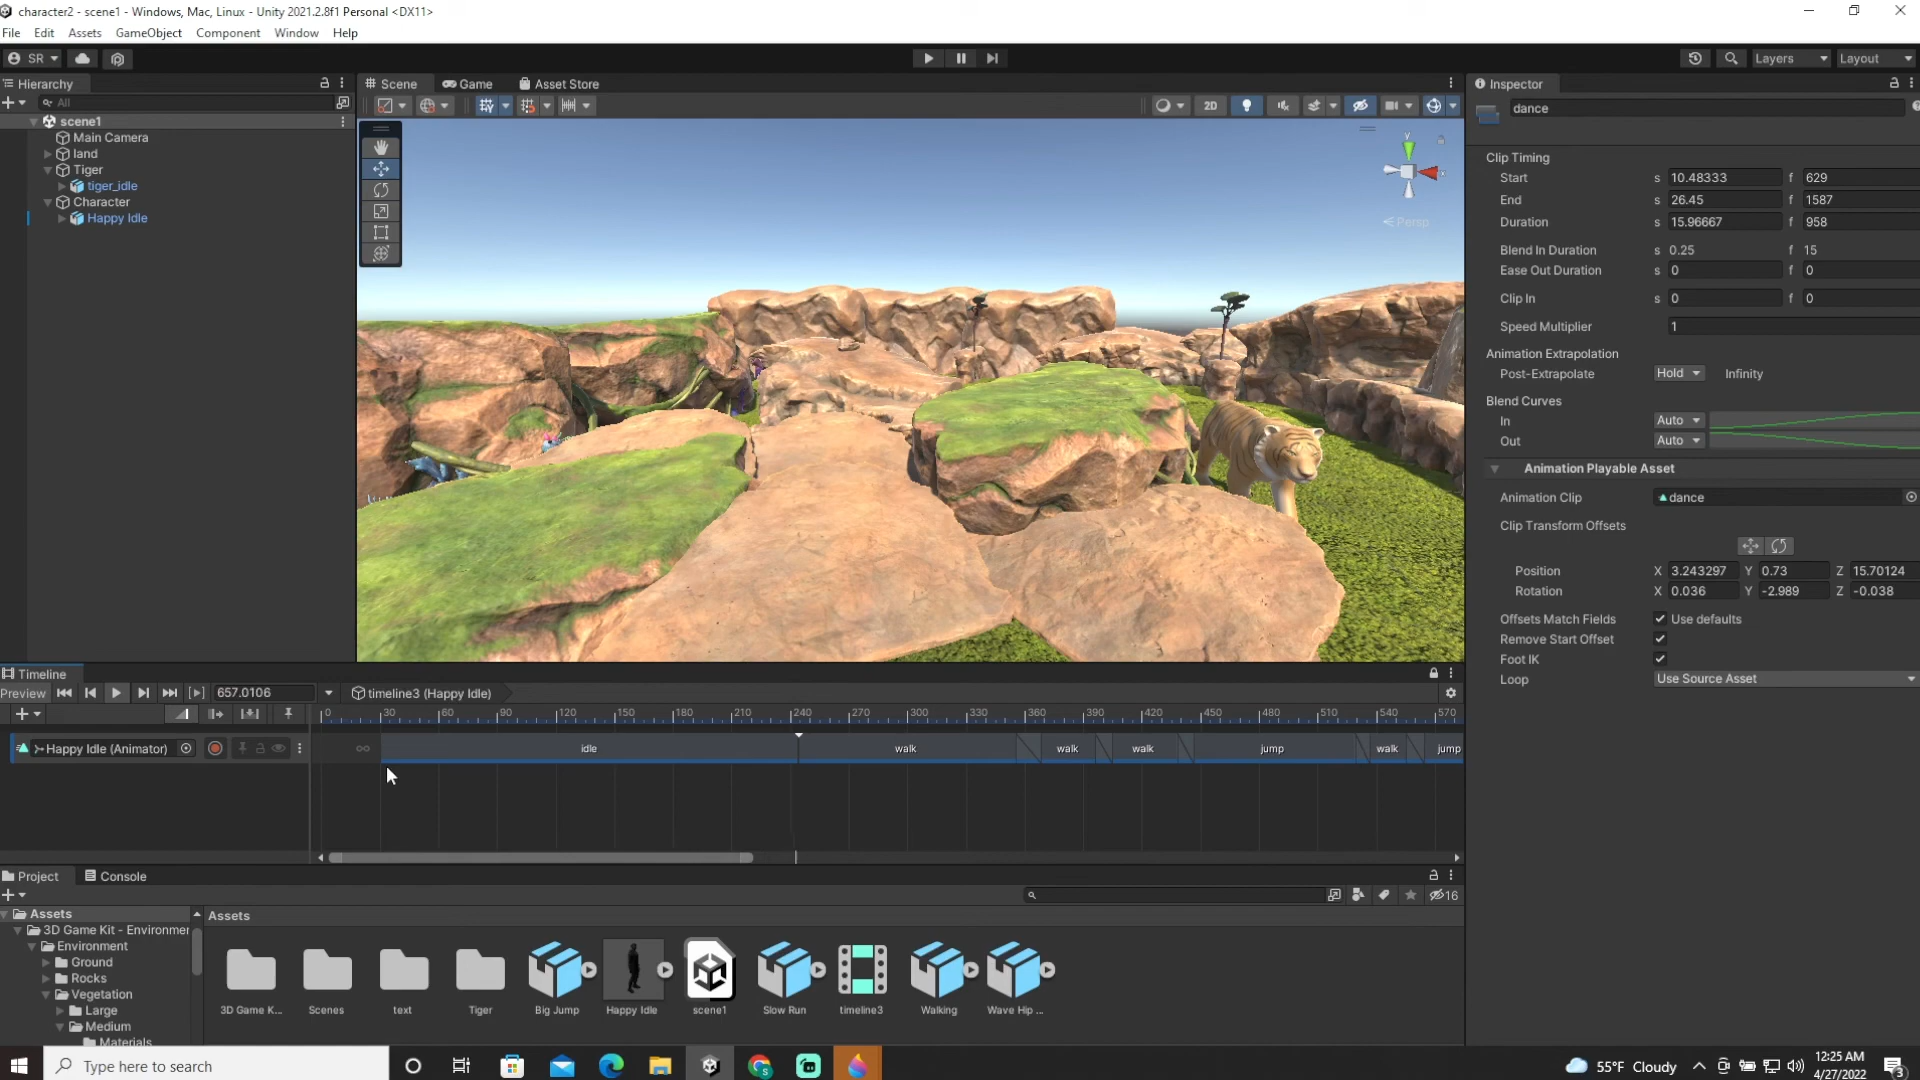 character2 - scene1 - Windows, Mac, Linux - Unity 2021.2.8f1 Personal <DX11>
File Edit Assets GameObject Component Window Help
SR Layers Layout
Hierarchy
All
scene1
Main Camera
land
Tiger
tiger_idle
Character
Happy Idle
Scene Game Asset Store
2D
y
x
Persp
Inspector
dance
Clip Timing
Start s 10.48333 f 629
End s 26.45 f 1587
Duration s 15.96667 f 958
Blend In Duration s 0.25 f 15
Ease Out Duration s 0 f 0
Clip In s 0 f 0
Speed Multiplier 1
Animation Extrapolation
Post-Extrapolate Hold Infinity
Blend Curves
In Auto
Out Auto
Animation Playable Asset
Animation Clip dance
Clip Transform Offsets
Position X 3.243297 Y 0.73 Z 15.70124
Rotation X 0.036 Y -2.989 Z -0.038
Offsets Match Fields Use defaults
Remove Start Offset
Foot IK
Loop Use Source Asset
Timeline
Preview 657.0106 timeline3 (Happy Idle)
0 30 60 90 120 150 180 210 240 270 300 330 360 390 420 450 480 510 540 570
Happy Idle (Animator) idle walk walk walk jump walk jump
Project Console
16
Assets
3D Game Kit - Environmer
Environment
Ground
Rocks
Vegetation
Large
Medium
Materials
Assets
3D Game K... Scenes text Tiger Big Jump Happy Idle scene1 Slow Run timeline3 Walking Wave Hip ...
Type here to search
55°F Cloudy
12:25 AM
4/27/2022
3